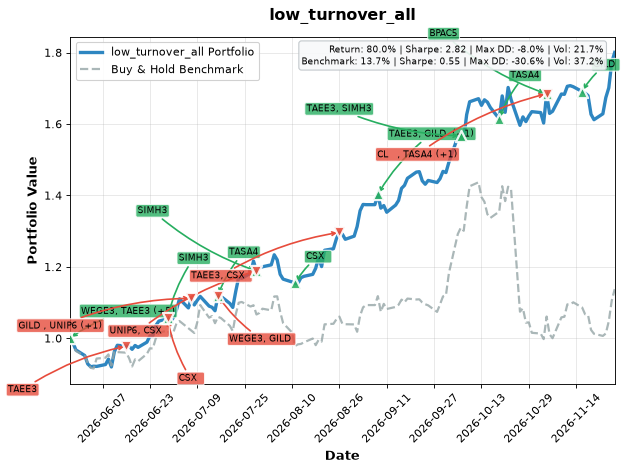 low_turnover_all
BPAC5
low_turnover_all Portfolio
Buy & Hold Benchmark
Return: 80.0% | Sharpe: 2.82 | Max DD: -8.0% | Vol: 21.7%
Benchmark: 13.7% | Sharpe: 0.55 | Max DD: -30.6% | Vol: 37.2%
TASA4
TAEE3, SIMH3
TAEE3, GILD (+1)
CL , TASA4 (+1)
SIMH3
TASA4
SIMH3
CSX
TAEE3, CSX
WEGE3, TAEE3
GILD , UNIP6 (+1)
UNIP6, CSX
WEGE3, GILD
CSX
TAEE3
Portfolio Value
1.8
1.6
1.4
1.2
1.0
2026-06-07
2026-06-23
2026-07-09
2026-07-25
2026-08-10
2026-08-26
2026-09-11
2026-09-27
2026-10-13
2026-10-29
2026-11-14
Date